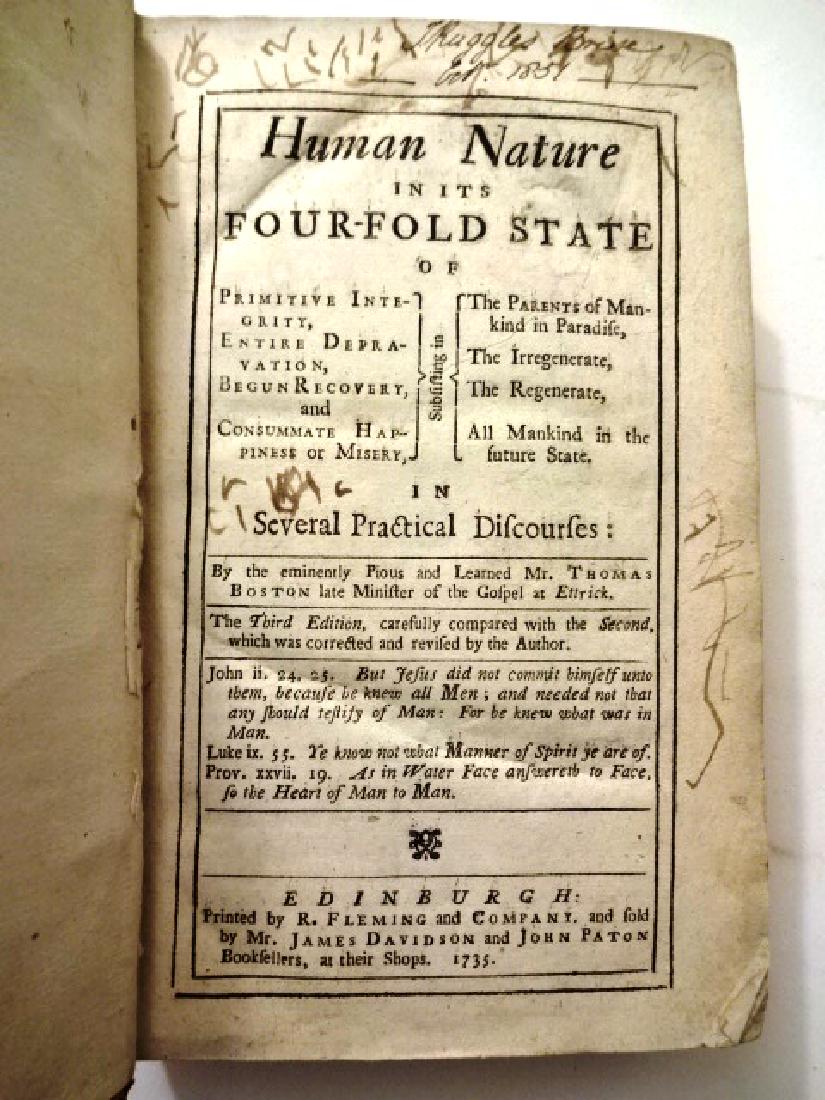 Ruggles Brise
1851
Human Nature
IN ITS
FOUR-FOLD STATE
OF
PRIMITIVE INTE-
GRITY,
ENTIRE DEPRA-
VATION,
BEGUN RECOVERY,
and
CONSUMMATE HAP-
PINESS or MISERY,
Subſiſting in
The PARENTS of Man-
kind in Paradiſe,
The Irregenerate,
The Regenerate,
All Mankind in the
future State.
IN
Several Practical Diſcourſes:
By the eminently Pious and Learned Mr. THOMAS
BOSTON late Miniſter of the Goſpel at Ettrick.
The Third Edition, carefully compared with the Second,
which was corrected and reviſed by the Author.
John ii. 24, 25. But Jeſus did not commit himſelf unto
them, becauſe he knew all Men; and needed not that
any ſhould teſtify of Man: For he knew what was in
Man.
Luke ix. 55. Ye know not what Manner of Spirit ye are of.
Prov. xxvii. 19. As in Water Face anſwereth to Face,
ſo the Heart of Man to Man.
EDINBURGH:
Printed by R. FLEMING and COMPANY, and ſold
by Mr. JAMES DAVIDSON and JOHN PATON
Bookſellers, at their Shops. 1735.